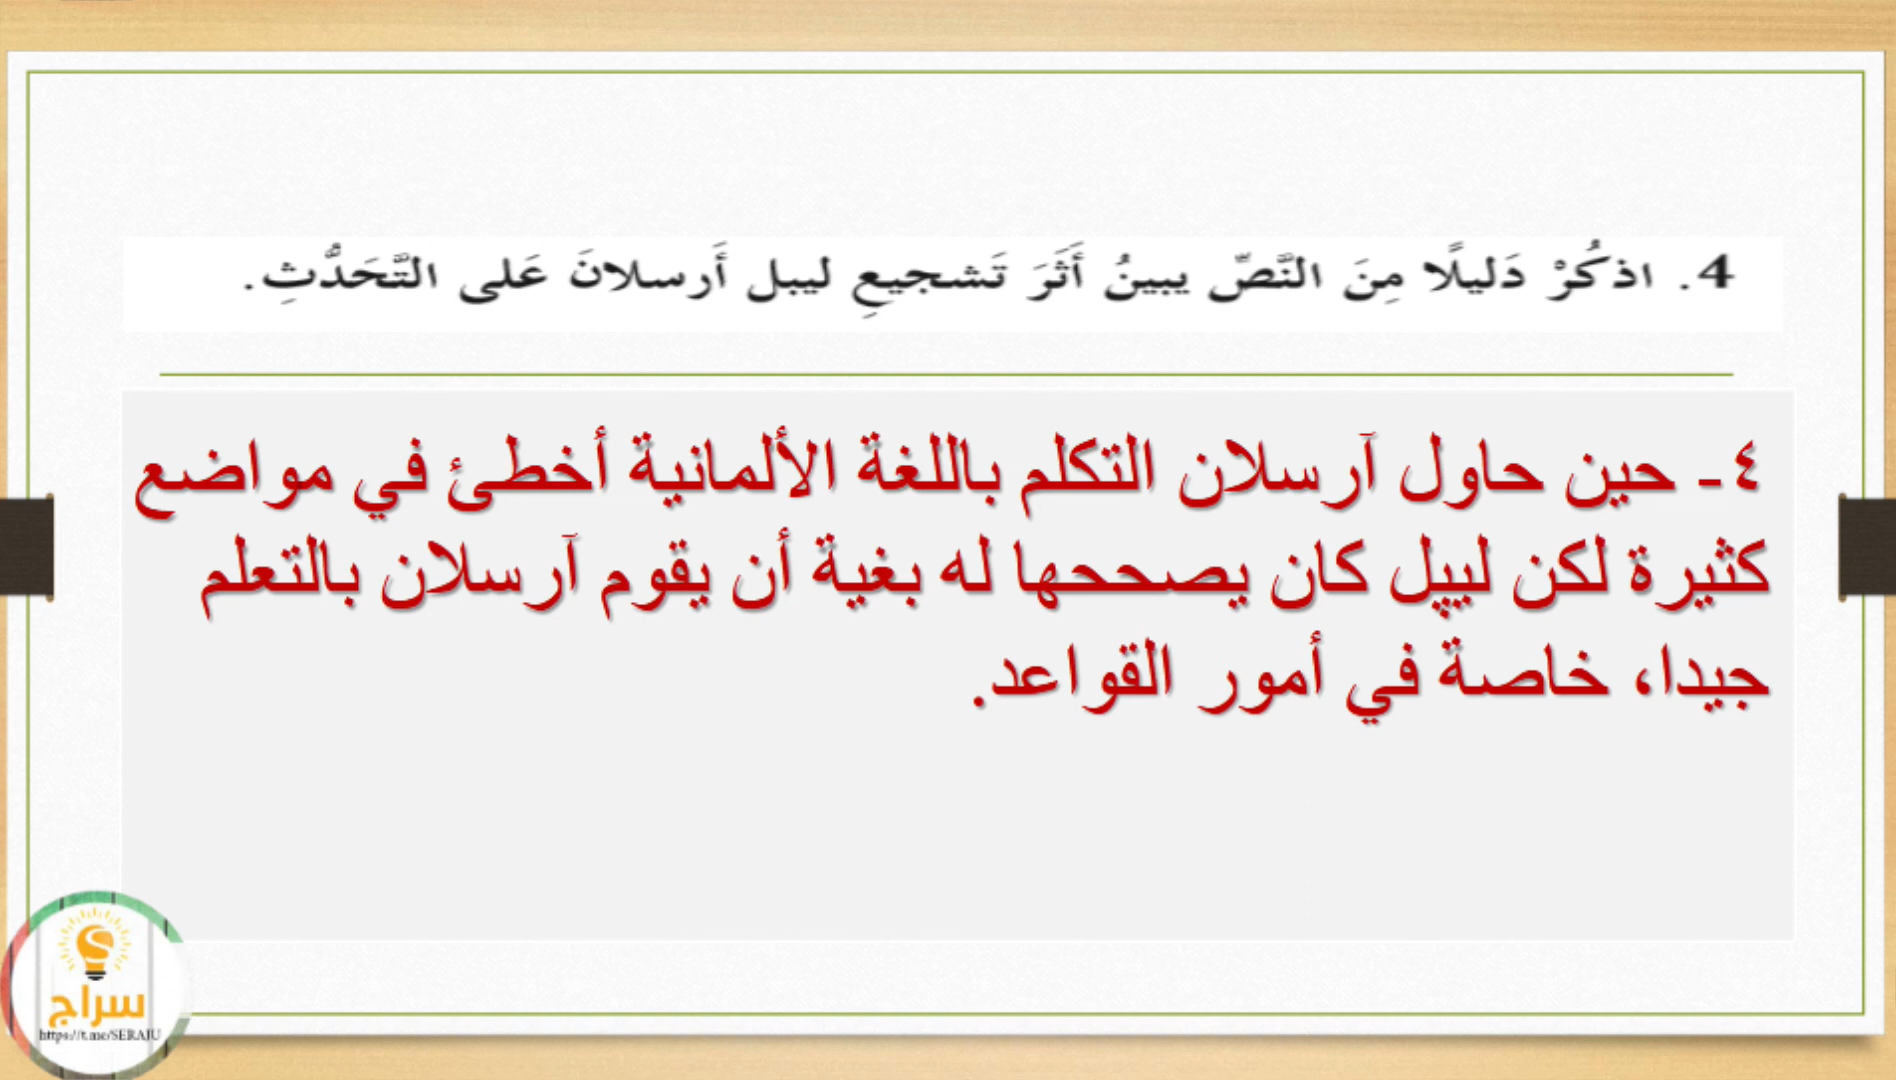 4. اذكُرْ دَليلًا مِنَ النَّصِّ يبينُ أَثَرَ تَشجيعِ ليبل أَرسلانَ عَلى التَّحَدُّثِ.
٤- حين حاول آرسلان التكلم باللغة الألمانية أخطئ في مواضع
كثيرة لكن ليپل كان يصححها له بغية أن يقوم آرسلان بالتعلم
جيدا، خاصة في أمور القواعد.
سراج
https://t.me/SERAJU